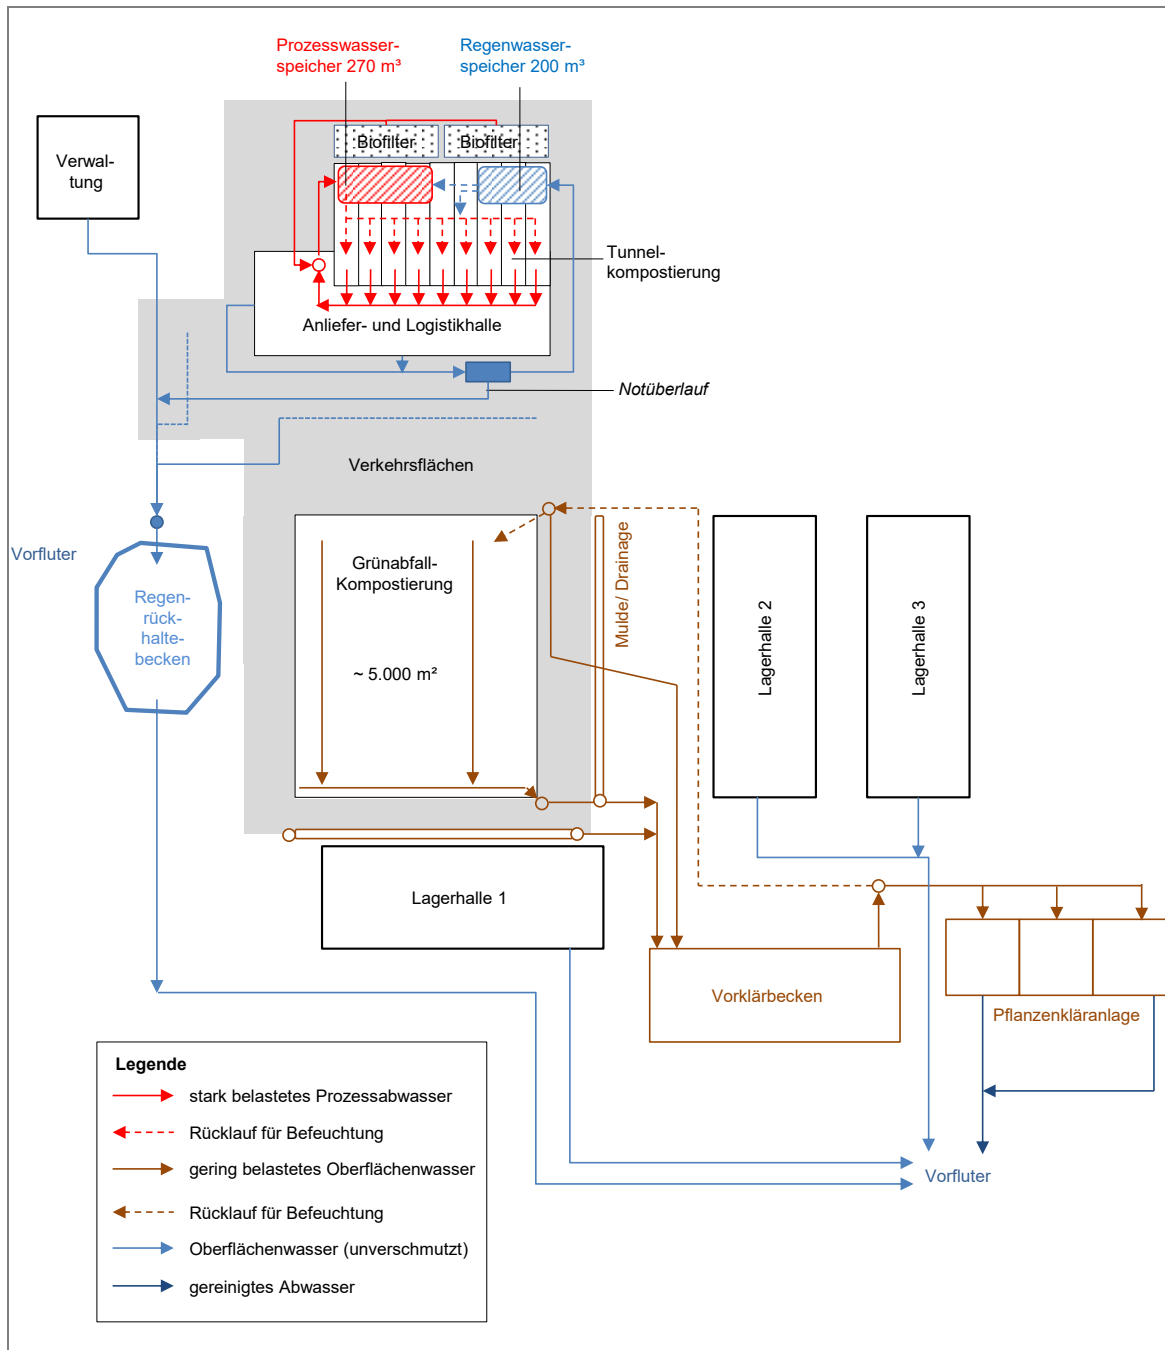 Prozesswasser-
speicher 270 m³
Regenwasser-
speicher 200 m³
Verwal-
tung
Biofilter
Biofilter
Tunnel-
kompostierung
Anliefer- und Logistikhalle
Notüberlauf
Verkehrsflächen
Vorfluter
Regen-
rück-
halte-
becken
Grünabfall-
Kompostierung
~ 5.000 m²
Mulde/ Drainage
Lagerhalle 2
Lagerhalle 3
Lagerhalle 1
Vorklärbecken
Pflanzenkläranlage
Vorfluter
Legende
stark belastetes Prozessabwasser
Rücklauf für Befeuchtung
gering belastetes Oberflächenwasser
Rücklauf für Befeuchtung
Oberflächenwasser (unverschmutzt)
gereinigtes Abwasser